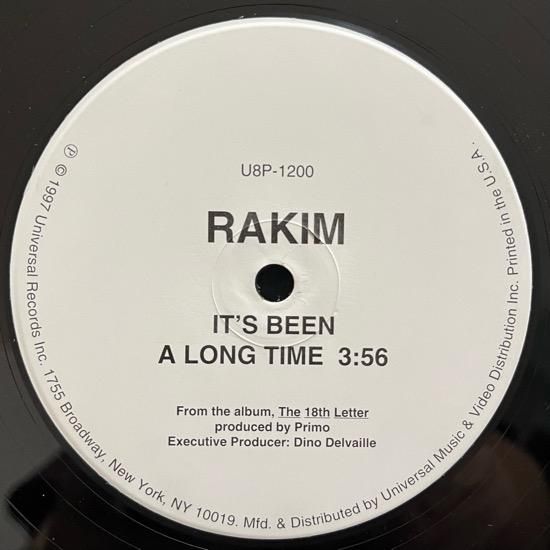 U8P-1200
RAKIM
IT'S BEEN
A LONG TIME 3:56
From the album, The 18th Letter
produced by Primo
Executive Producer: Dino Delvaille
℗ © 1997 Universal Records Inc. 1755 Broadway, New York, NY 10019. Mfd. & Distributed by Universal Music & Video Distribution Inc. Printed in the U.S.A.